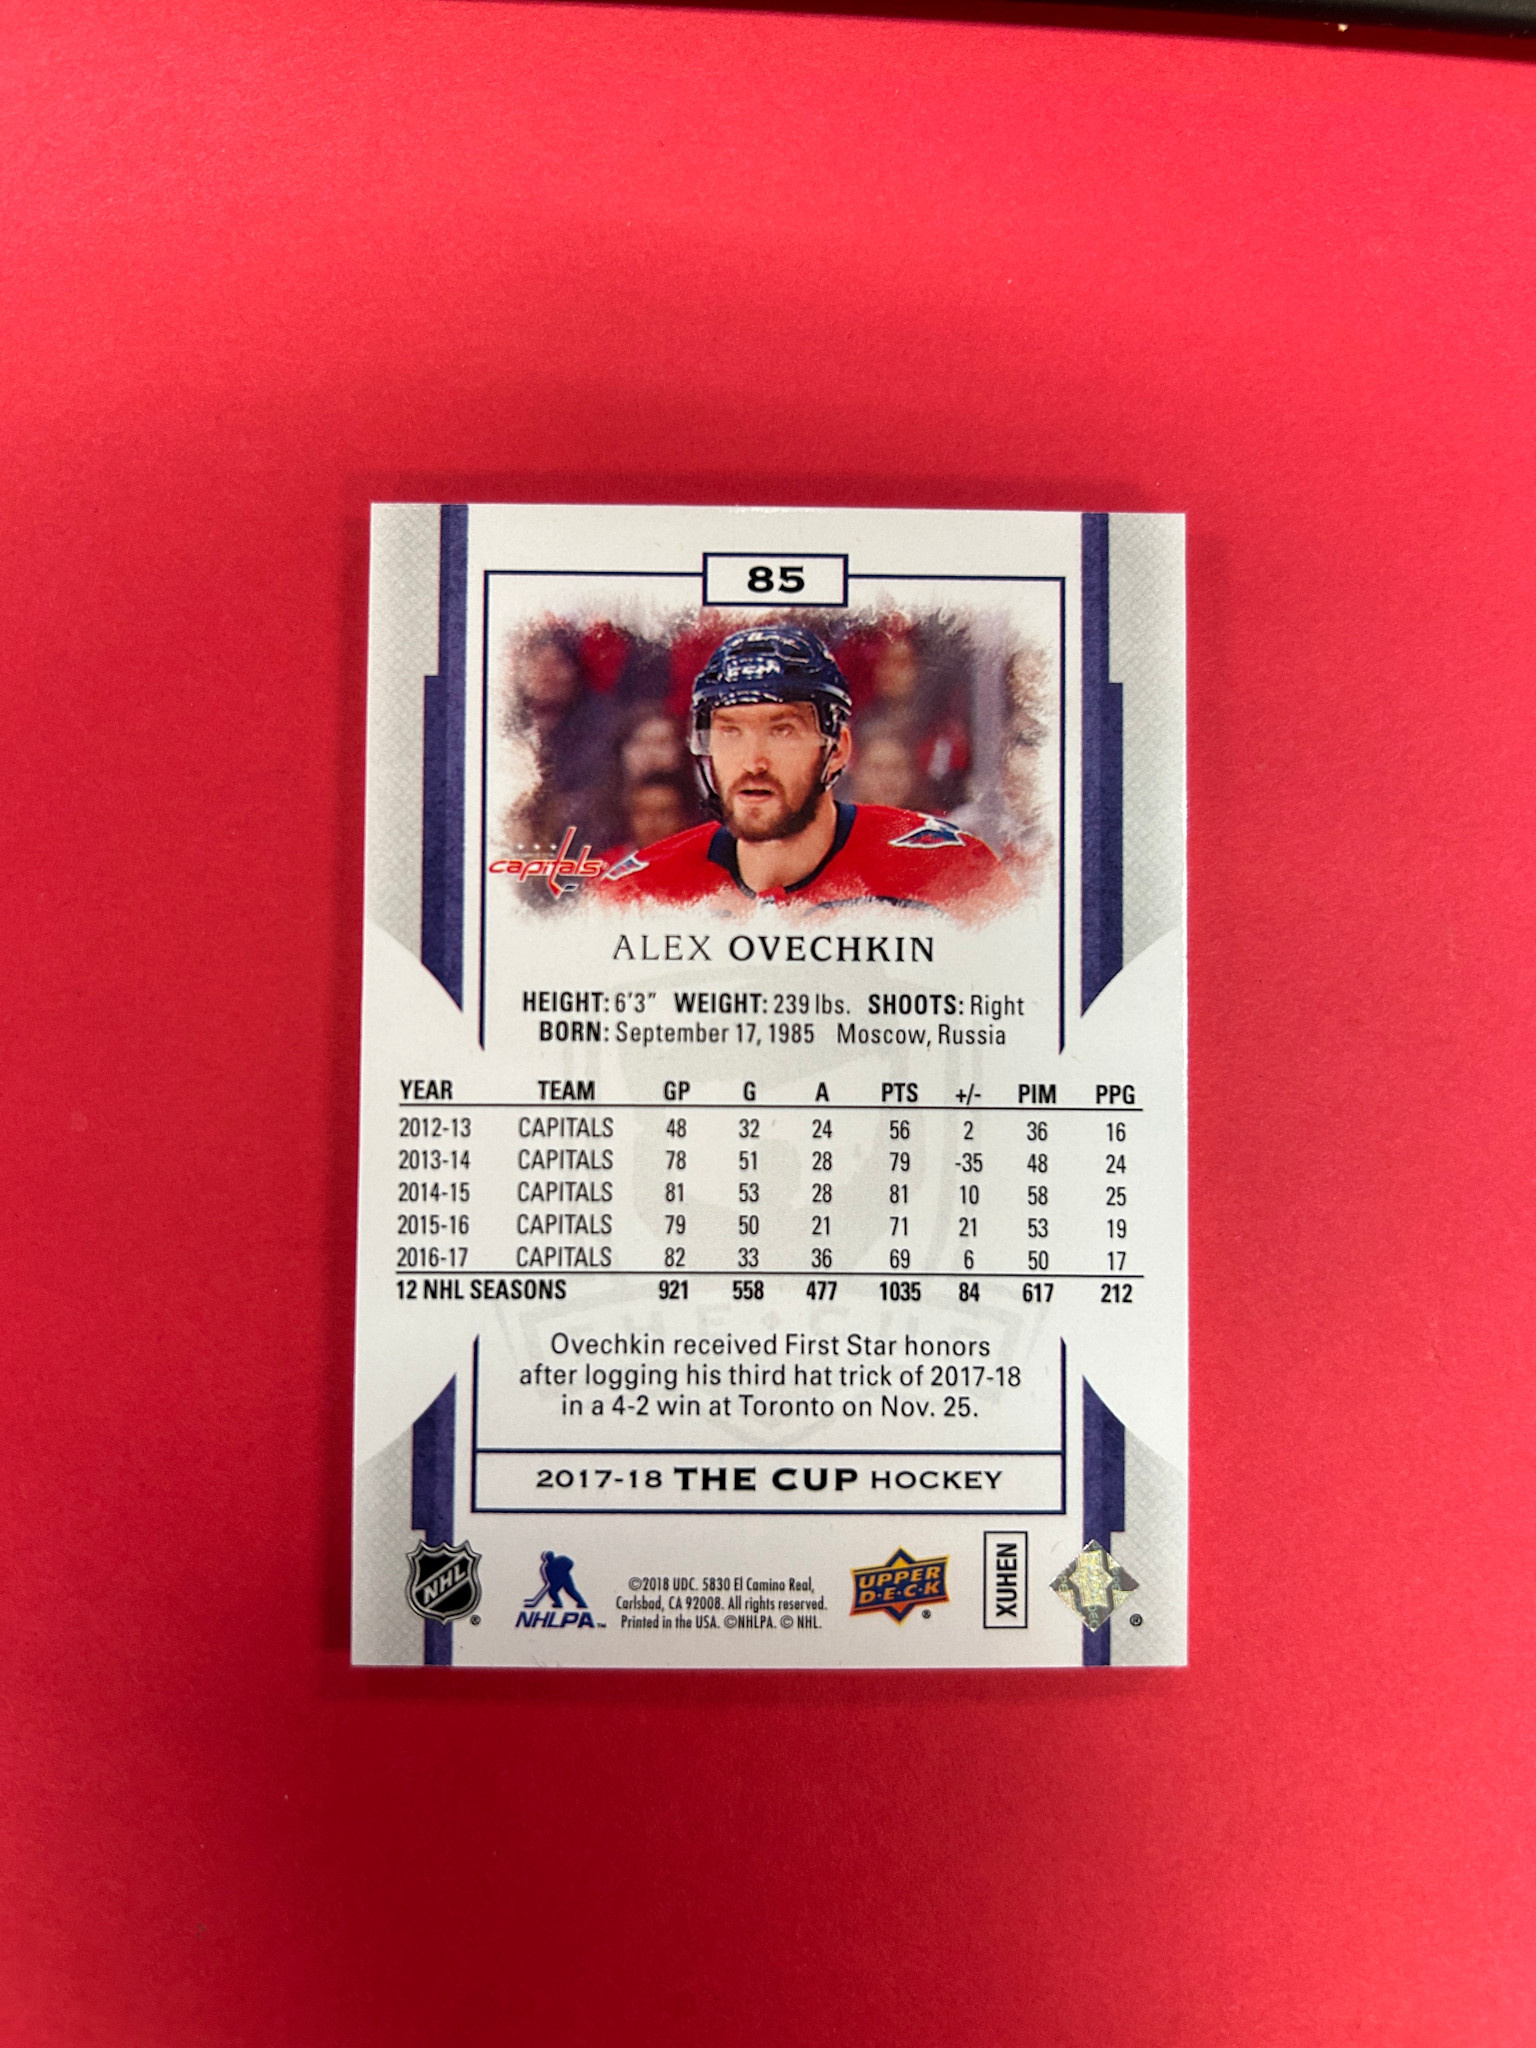 85
CCM
capitals
ALEX OVECHKIN
HEIGHT: 6'3" WEIGHT: 239 lbs. SHOOTS: Right
BORN: September 17, 1985 Moscow, Russia
YEAR TEAM GP G A PTS +/- PIM PPG
2012-13 CAPITALS 48 32 24 56 2 36 16
2013-14 CAPITALS 78 51 28 79 -35 48 24
2014-15 CAPITALS 81 53 28 81 10 58 25
2015-16 CAPITALS 79 50 21 71 21 53 19
2016-17 CAPITALS 82 33 36 69 6 50 17
12 NHL SEASONS 921 558 477 1035 84 617 212
THE CUP
Ovechkin received First Star honors
after logging his third hat trick of 2017-18
in a 4-2 win at Toronto on Nov. 25.
2017-18 THE CUP HOCKEY
NHL ®
NHLPA™
©2018 UDC. 5830 El Camino Real,
Carlsbad, CA 92008. All rights reserved.
Printed in the USA. ©NHLPA. © NHL.
UPPER
D·E·C·K ®
XUHEN
®